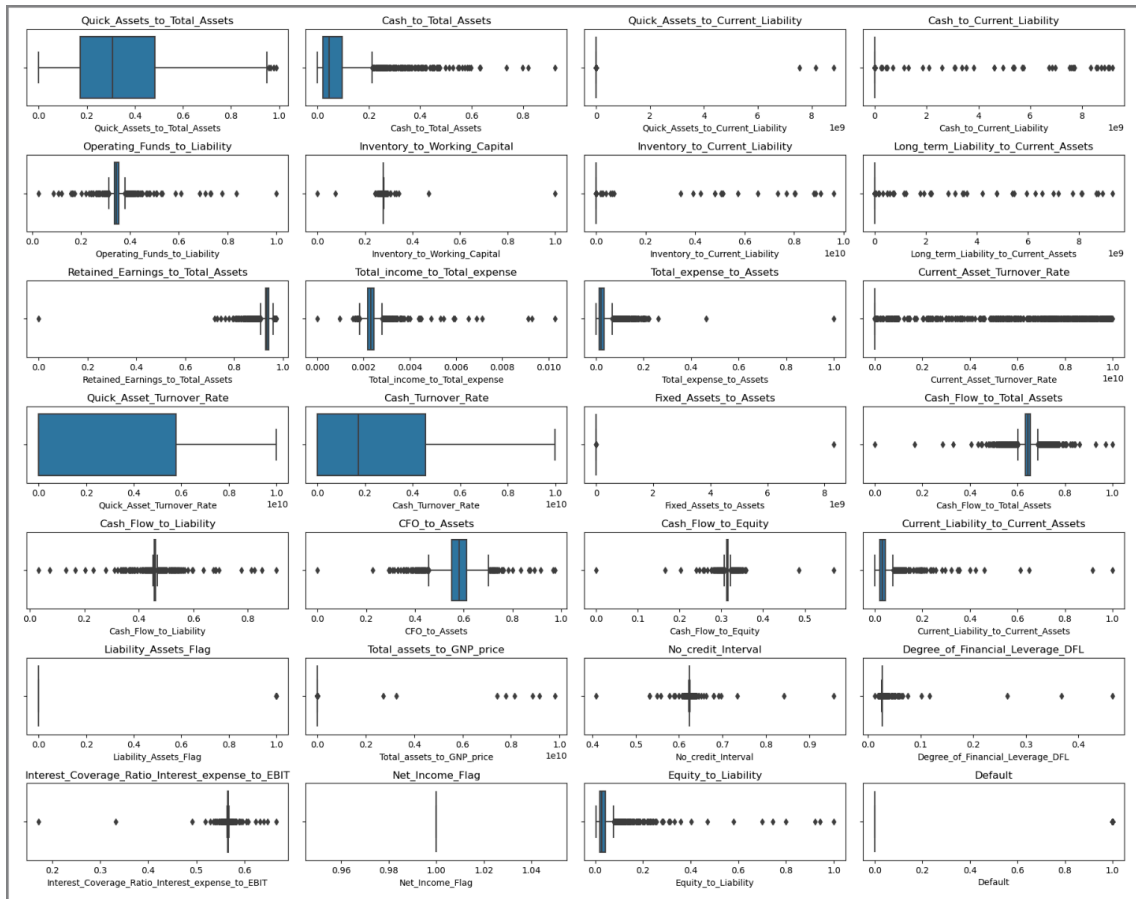 Quick_Assets_to_Total_Assets Cash_to_Total_Assets Quick_Assets_to_Current_Liability Cash_to_Current_Liability
0.0 0.2 0.4 0.6 0.8 1.0 0.0 0.2 0.4 0.6 0.8 0 2 4 6 8 0 2 4 6 8
1e9 1e9
Quick_Assets_to_Total_Assets Cash_to_Total_Assets Quick_Assets_to_Current_Liability Cash_to_Current_Liability
Operating_Funds_to_Liability Inventory_to_Working_Capital Inventory_to_Current_Liability Long_term_Liability_to_Current_Assets
0.0 0.2 0.4 0.6 0.8 1.0 0.0 0.2 0.4 0.6 0.8 1.0 0.0 0.2 0.4 0.6 0.8 1.0 0 2 4 6 8
1e10 1e9
Operating_Funds_to_Liability Inventory_to_Working_Capital Inventory_to_Current_Liability Long_term_Liability_to_Current_Assets
Retained_Earnings_to_Total_Assets Total_income_to_Total_expense Total_expense_to_Assets Current_Asset_Turnover_Rate
0.0 0.2 0.4 0.6 0.8 1.0 0.000 0.002 0.004 0.006 0.008 0.010 0.0 0.2 0.4 0.6 0.8 1.0 0.0 0.2 0.4 0.6 0.8 1.0
1e10
Retained_Earnings_to_Total_Assets Total_income_to_Total_expense Total_expense_to_Assets Current_Asset_Turnover_Rate
Quick_Asset_Turnover_Rate Cash_Turnover_Rate Fixed_Assets_to_Assets Cash_Flow_to_Total_Assets
0.0 0.2 0.4 0.6 0.8 1.0 0.0 0.2 0.4 0.6 0.8 1.0 0 2 4 6 8 0.0 0.2 0.4 0.6 0.8 1.0
1e10 1e10 1e9
Quick_Asset_Turnover_Rate Cash_Turnover_Rate Fixed_Assets_to_Assets Cash_Flow_to_Total_Assets
Cash_Flow_to_Liability CFO_to_Assets Cash_Flow_to_Equity Current_Liability_to_Current_Assets
0.0 0.2 0.4 0.6 0.8 0.0 0.2 0.4 0.6 0.8 1.0 0.0 0.1 0.2 0.3 0.4 0.5 0.0 0.2 0.4 0.6 0.8 1.0
Cash_Flow_to_Liability CFO_to_Assets Cash_Flow_to_Equity Current_Liability_to_Current_Assets
Liability_Assets_Flag Total_assets_to_GNP_price No_credit_Interval Degree_of_Financial_Leverage_DFL
0.0 0.2 0.4 0.6 0.8 1.0 0.0 0.2 0.4 0.6 0.8 1.0 0.4 0.5 0.6 0.7 0.8 0.9 0.0 0.1 0.2 0.3 0.4
1e10
Liability_Assets_Flag Total_assets_to_GNP_price No_credit_Interval Degree_of_Financial_Leverage_DFL
Interest_Coverage_Ratio_Interest_expense_to_EBIT Net_Income_Flag Equity_to_Liability Default
0.2 0.3 0.4 0.5 0.6 0.96 0.98 1.00 1.02 1.04 0.0 0.2 0.4 0.6 0.8 1.0 0.0 0.2 0.4 0.6 0.8 1.0
Interest_Coverage_Ratio_Interest_expense_to_EBIT Net_Income_Flag Equity_to_Liability Default